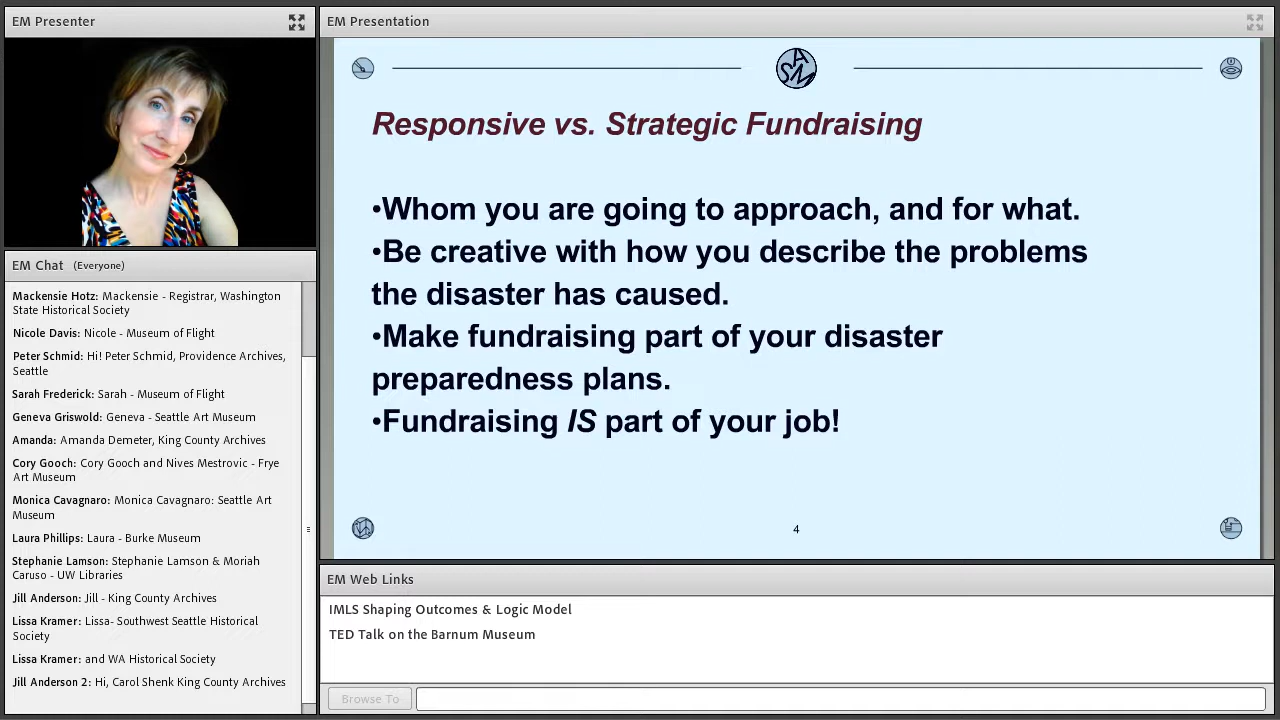 EM Presenter
EM Chat (Everyone)
Mackensie Hotz: Mackensie - Registrar, Washington
State Historical Society
Nicole Davis: Nicole - Museum of Flight
Peter Schmid: Hi! Peter Schmid, Providence Archives,
Seattle
Sarah Frederick: Sarah - Museum of Flight
Geneva Griswold: Geneva - Seattle Art Museum
Amanda: Amanda Demeter, King County Archives
Cory Gooch: Cory Gooch and Nives Mestrovic - Frye
Art Museum
Monica Cavagnaro: Monica Cavagnaro: Seattle Art
Museum
Laura Phillips: Laura - Burke Museum
Stephanie Lamson: Stephanie Lamson & Moriah
Caruso - UW Libraries
Jill Anderson: Jill - King County Archives
Lissa Kramer: Lissa- Southwest Seattle Historical
Society
Lissa Kramer: and WA Historical Society
Jill Anderson 2: Hi, Carol Shenk King County Archives
EM Presentation
Responsive vs. Strategic Fundraising
•Whom you are going to approach, and for what.
•Be creative with how you describe the problems
the disaster has caused.
•Make fundraising part of your disaster
preparedness plans.
•Fundraising IS part of your job!
4
EM Web Links
IMLS Shaping Outcomes & Logic Model
TED Talk on the Barnum Museum
Browse To